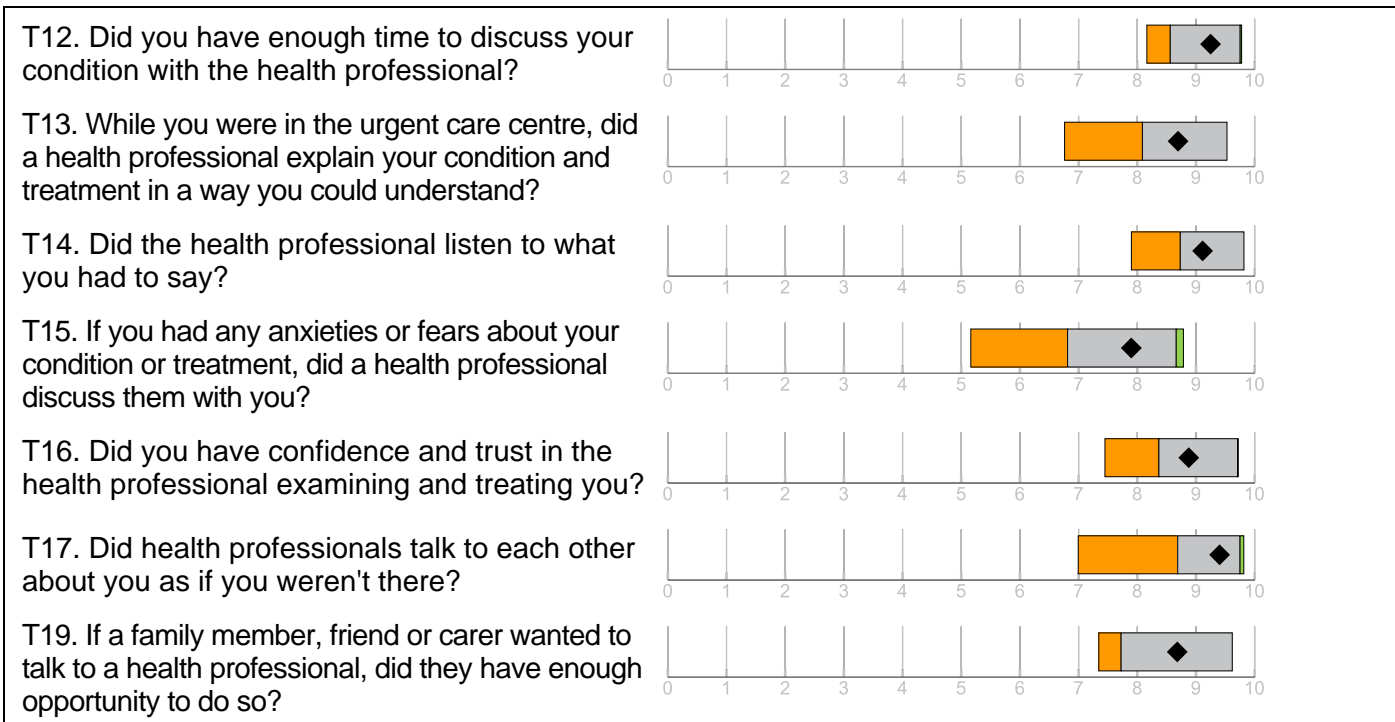 T12. Did you have enough time to discuss your
condition with the health professional?
0 1 2 3 4 5 6 7 8 9 10
T13. While you were in the urgent care centre, did
a health professional explain your condition and
treatment in a way you could understand?
0 1 2 3 4 5 6 7 8 9 10
T14. Did the health professional listen to what
you had to say?
0 1 2 3 4 5 6 7 8 9 10
T15. If you had any anxieties or fears about your
condition or treatment, did a health professional
discuss them with you?
0 1 2 3 4 5 6 7 8 9 10
T16. Did you have confidence and trust in the
health professional examining and treating you?
0 1 2 3 4 5 6 7 8 9 10
T17. Did health professionals talk to each other
about you as if you weren't there?
0 1 2 3 4 5 6 7 8 9 10
T19. If a family member, friend or carer wanted to
talk to a health professional, did they have enough
opportunity to do so?
0 1 2 3 4 5 6 7 8 9 10